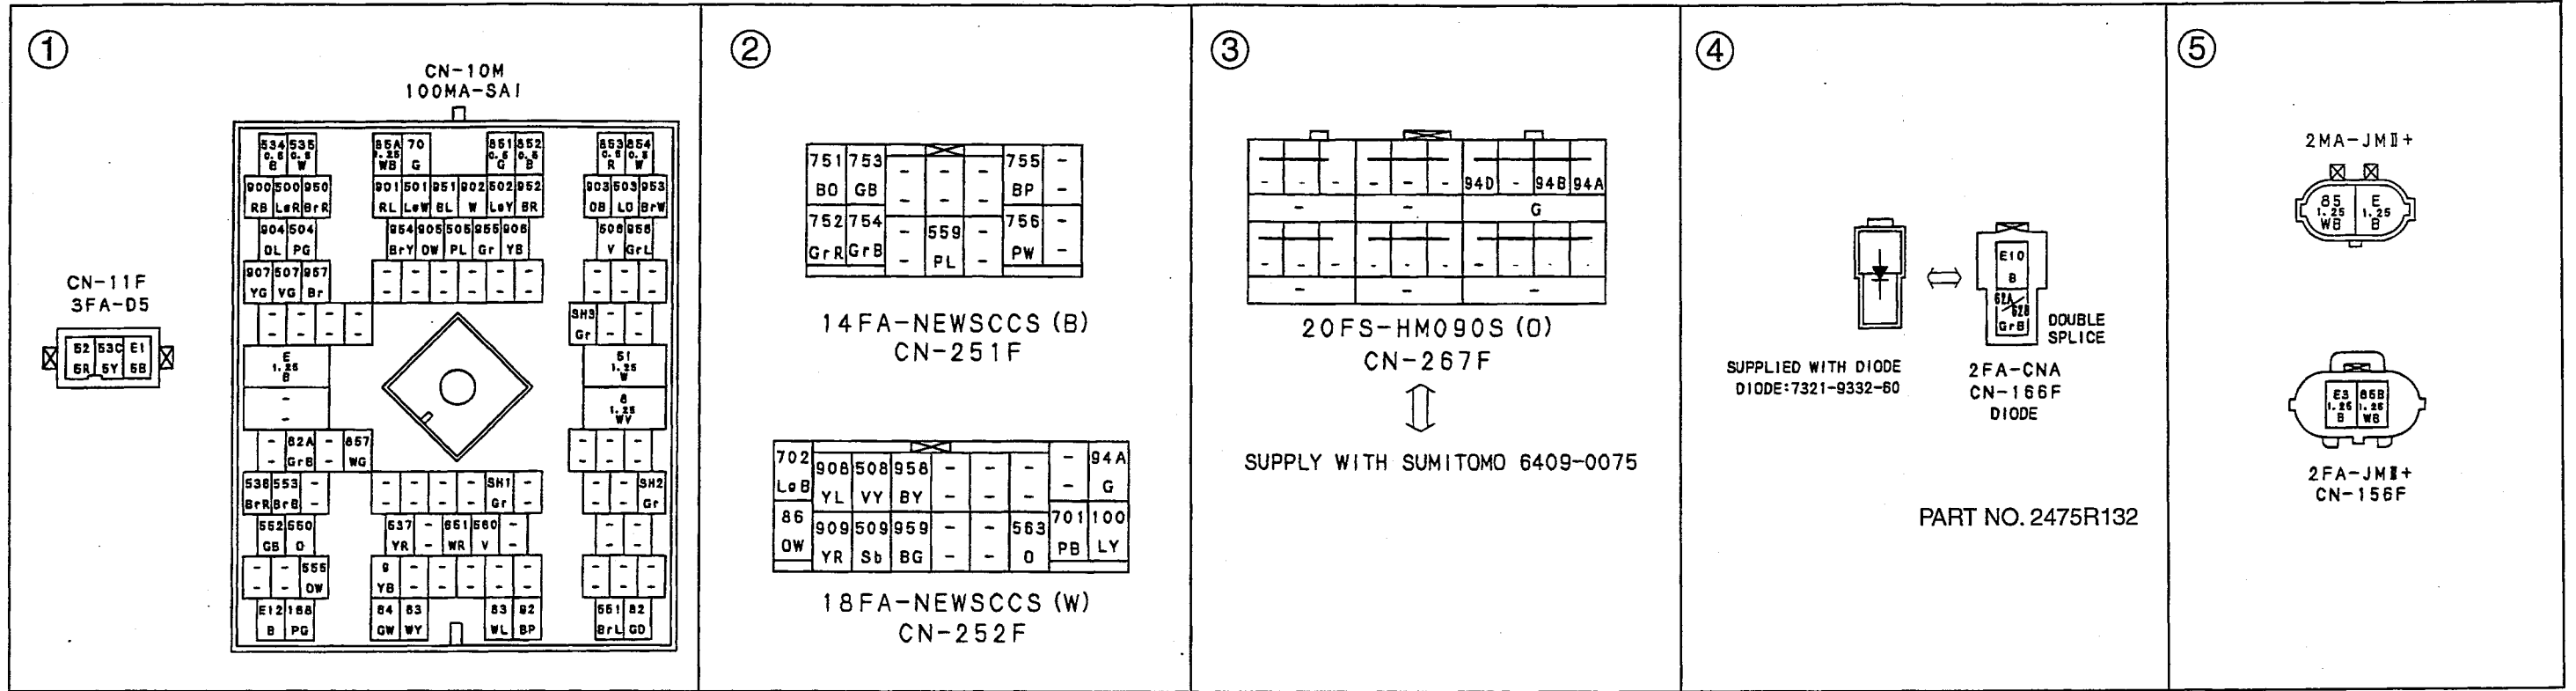 ①
CN-10M
100MA-SA1
534 535 85A 70 851 852 853 854
0.5 0.5 1.25 0.5 0.5 0.5 0.5
B W WB G G B R W
900 500 950 901 501 951 902 502 952 903 503 953
RB LgR BrR RL LgW BL W LgY BR OB LO BrW
904 504 954 905 505 955 906 506 956
OL PG BrY OW PL Gr YB V GrL
907 507 957 - - - - - - - - -
YG VG Br - - - - - - - - -
- - - - SH3 - -
- - - - Gr - -
E 51
1.25 1.25
B W
- 8
- 1.25
WV
- 62A - 857 - - -
- GrB - WG - - -
538 553 - - - - - SH1 - - - SH2
BrR BrB - - - - - Gr - - - Gr
552 550 537 - 651 560 - -
GB O YR - WR V - -
- - 555 9 - - - - - - - -
- - OW YB - - - - - - - -
E12 168 64 63 83 92 551 82
B PG GW WY WL BP BrL GO
CN-11F
3FA-D5
52 53C E1
5R 5Y 5B
②
751 753 - - - 755 -
BO GB - - - BP -
752 754 - 559 - 756 -
GrR GrB - PL - PW -
14FA-NEWSCCS (B)
CN-251F
702 908 508 958 - - - - 94A
LgB YL VY BY - - - - G
86 909 509 959 - - 563 701 100
OW YR Sb BG - - O PB LY
18FA-NEWSCCS (W)
CN-252F
③
- - - - - - 94D - 94B 94A
- - G
- - - - - - - - - -
- - -
20FS-HM090S (O)
CN-267F
SUPPLY WITH SUMITOMO 6409-0075
④
E10
B
62A
62B
GrB
DOUBLE
SPLICE
SUPPLIED WITH DIODE
DIODE:7321-9332-60
2FA-CNA
CN-166F
DIODE
PART NO. 2475R132
⑤
2MA-JMⅡ+
85 E
1.25 1.25
WB B
E3 85B
1.25 1.25
B WB
2FA-JMⅡ+
CN-156F